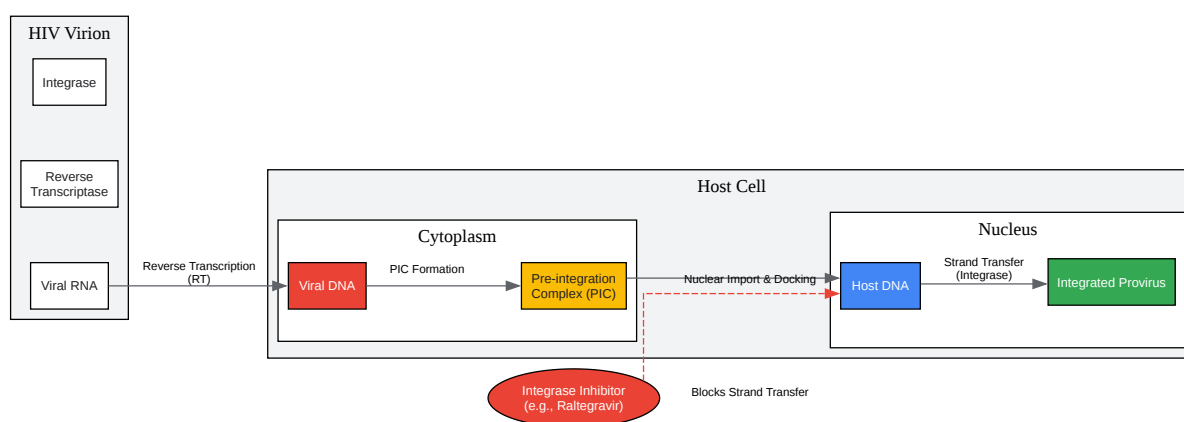 HIV Virion
Integrase
Reverse
Transcriptase
Viral RNA
Reverse Transcription
(RT)
Host Cell
Cytoplasm
Viral DNA
PIC Formation
Pre-integration
Complex (PIC)
Nuclear Import & Docking
Nucleus
Host DNA
Strand Transfer
(Integrase)
Integrated Provirus
Integrase Inhibitor
(e.g., Raltegravir)
Blocks Strand Transfer